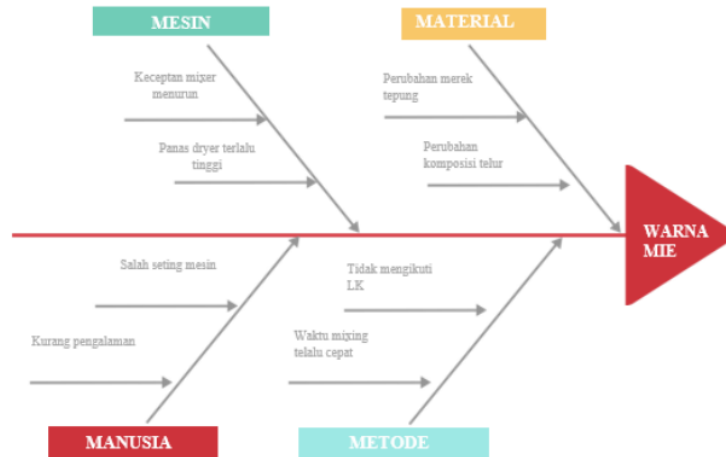 MESIN
MATERIAL
Keceptan mixer
menurun
Perubahan merek
tepung
Panas dryer terlalu
tinggi
Perubahan
komposisi telur
WARNA
MIE
Salah seting mesin
Tidak mengikuti
LK
Kurang pengalaman
Waktu mixing
telalu cepat
MANUSIA
METODE